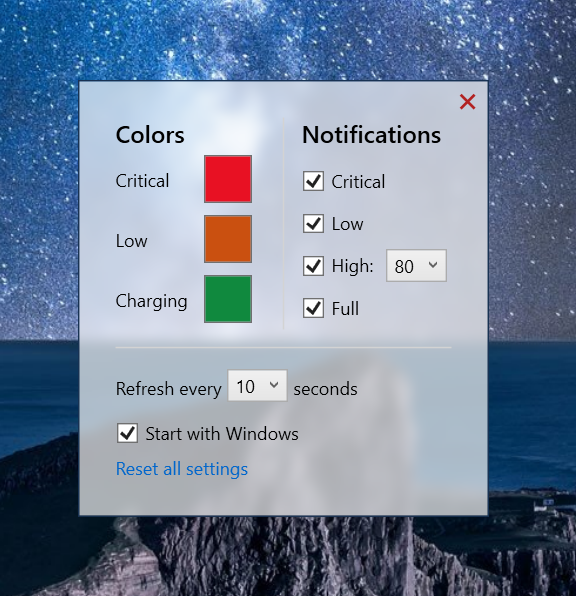 Colors
Critical
Low
Charging
Notifications
Critical
Low
High: 80
Full
Refresh every 10 seconds
Start with Windows
Reset all settings